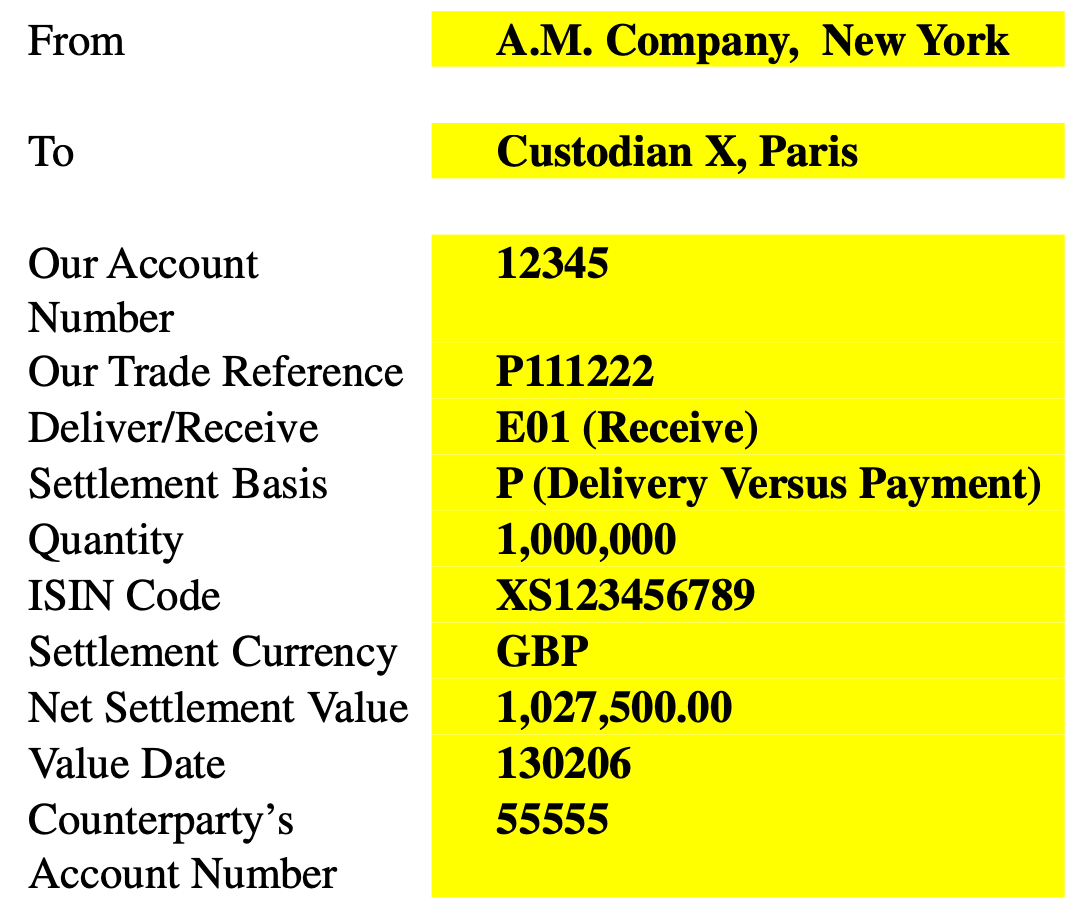 From A.M. Company, New York
To Custodian X, Paris
Our Account 12345
Number
Our Trade Reference P111222
Deliver/Receive E01 (Receive)
Settlement Basis P (Delivery Versus Payment)
Quantity 1,000,000
ISIN Code XS123456789
Settlement Currency GBP
Net Settlement Value 1,027,500.00
Value Date 130206
Counterparty’s 55555
Account Number